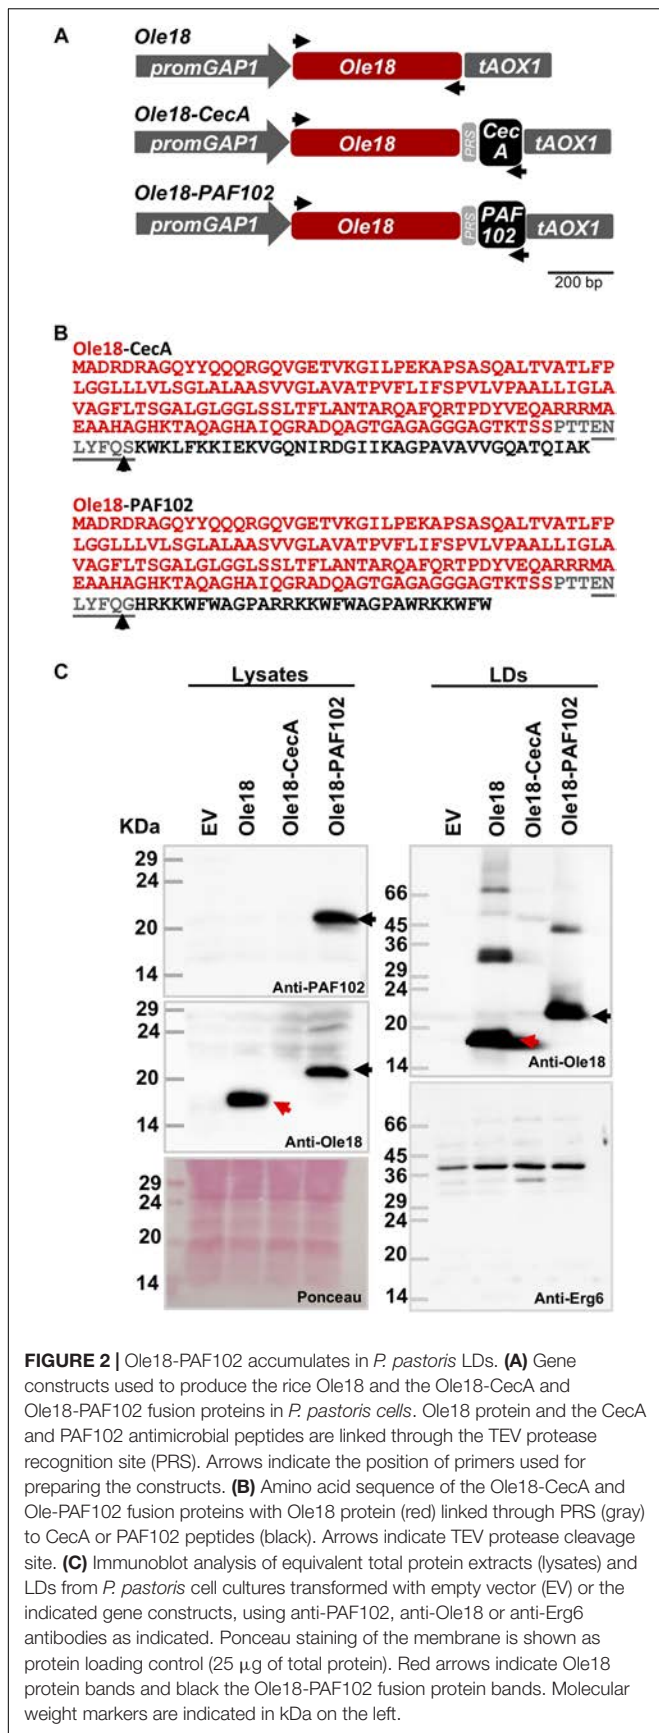 A
Ole18
promGAP1 Ole18 tAOX1
Ole18-CecA
promGAP1 Ole18 PRS Cec A tAOX1
Ole18-PAF102
promGAP1 Ole18 PRS PAF 102 tAOX1
200 bp
B
Ole18-CecA
MADRDRAGQYYQQQRGQVGETVKGILPEKAPSASQALTVATLFP
LGGLLLVLSGLALAASVVGLAVATPVFLIFSPVLVPAALLIGLA
VAGFLTSGALGLGGLSSLTFLANTARQAFQRTPDYVEQARRRMA
EAAHAGHKTAQAGHAIQGRADQAGTGAGAGGGAGTKTSSPTTEN
LYFQSKWKLFKKIEKVGQNIRDGIIKAGPAVAVVGQATQIAK
Ole18-PAF102
MADRDRAGQYYQQQRGQVGETVKGILPEKAPSASQALTVATLFP
LGGLLLVLSGLALAASVVGLAVATPVFLIFSPVLVPAALLIGLA
VAGFLTSGALGLGGLSSLTFLANTARQAFQRTPDYVEQARRRMA
EAAHAGHKTAQAGHAIQGRADQAGTGAGAGGGAGTKTSSPTTEN
LYFQGHRKKWFWAGPARRKKWFWAGPAWRKKWFW
C
Lysates
EV
Ole18
Ole18-CecA
Ole18-PAF102
KDa
29
24
20
14
Anti-PAF102
29
24
20
14
Anti-Ole18
29
24
20
14
Ponceau
LDs
EV
Ole18
Ole18-CecA
Ole18-PAF102
66
45
36
29
24
20
14
Anti-Ole18
66
45
36
29
24
20
14
Anti-Erg6
FIGURE 2 | Ole18-PAF102 accumulates in P. pastoris LDs. (A) Gene
constructs used to produce the rice Ole18 and the Ole18-CecA and
Ole18-PAF102 fusion proteins in P. pastoris cells. Ole18 protein and the CecA
and PAF102 antimicrobial peptides are linked through the TEV protease
recognition site (PRS). Arrows indicate the position of primers used for
preparing the constructs. (B) Amino acid sequence of the Ole18-CecA and
Ole-PAF102 fusion proteins with Ole18 protein (red) linked through PRS (gray)
to CecA or PAF102 peptides (black). Arrows indicate TEV protease cleavage
site. (C) Immunoblot analysis of equivalent total protein extracts (lysates) and
LDs from P. pastoris cell cultures transformed with empty vector (EV) or the
indicated gene constructs, using anti-PAF102, anti-Ole18 or anti-Erg6
antibodies as indicated. Ponceau staining of the membrane is shown as
protein loading control (25 μg of total protein). Red arrows indicate Ole18
protein bands and black the Ole18-PAF102 fusion protein bands. Molecular
weight markers are indicated in kDa on the left.